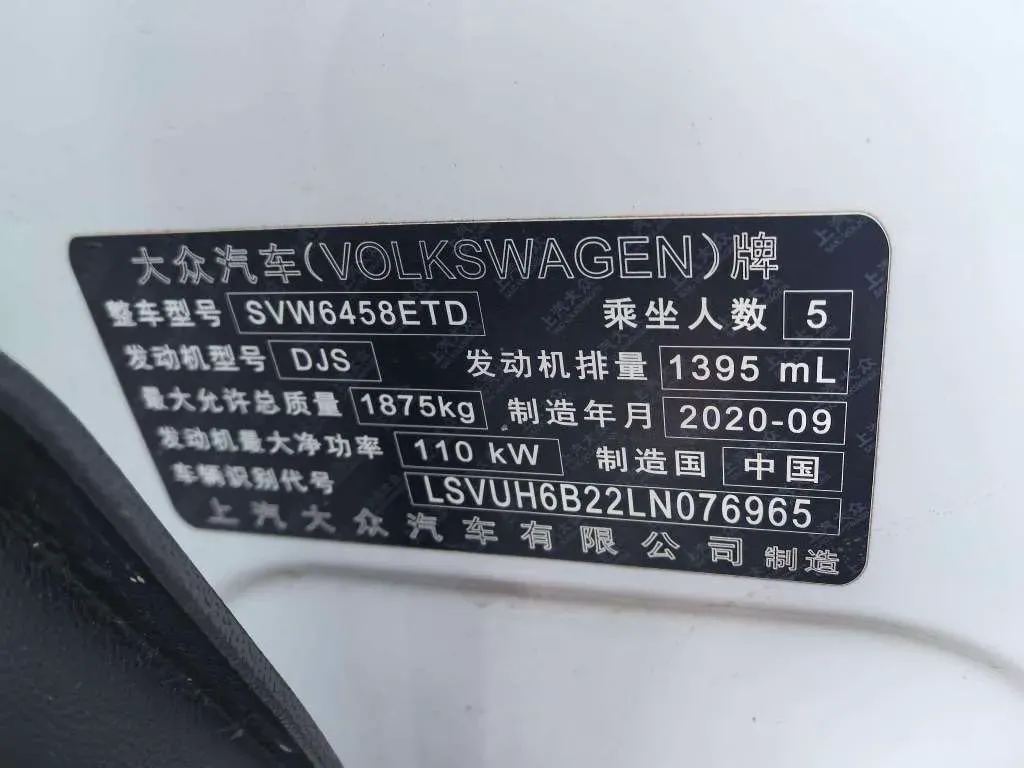 大众汽车(VOLKSWAGEN)牌
整车型号 SVW6458ETD 乘坐人数 5
发动机型号 DJS 发动机排量 1395 mL
最大允许总质量 1875kg 制造年月 2020-09
发动机最大净功率 110 kW 制造国 中国
车辆识别代号 LSVUH6B22LN076965
上汽大众汽车有限公司 制造